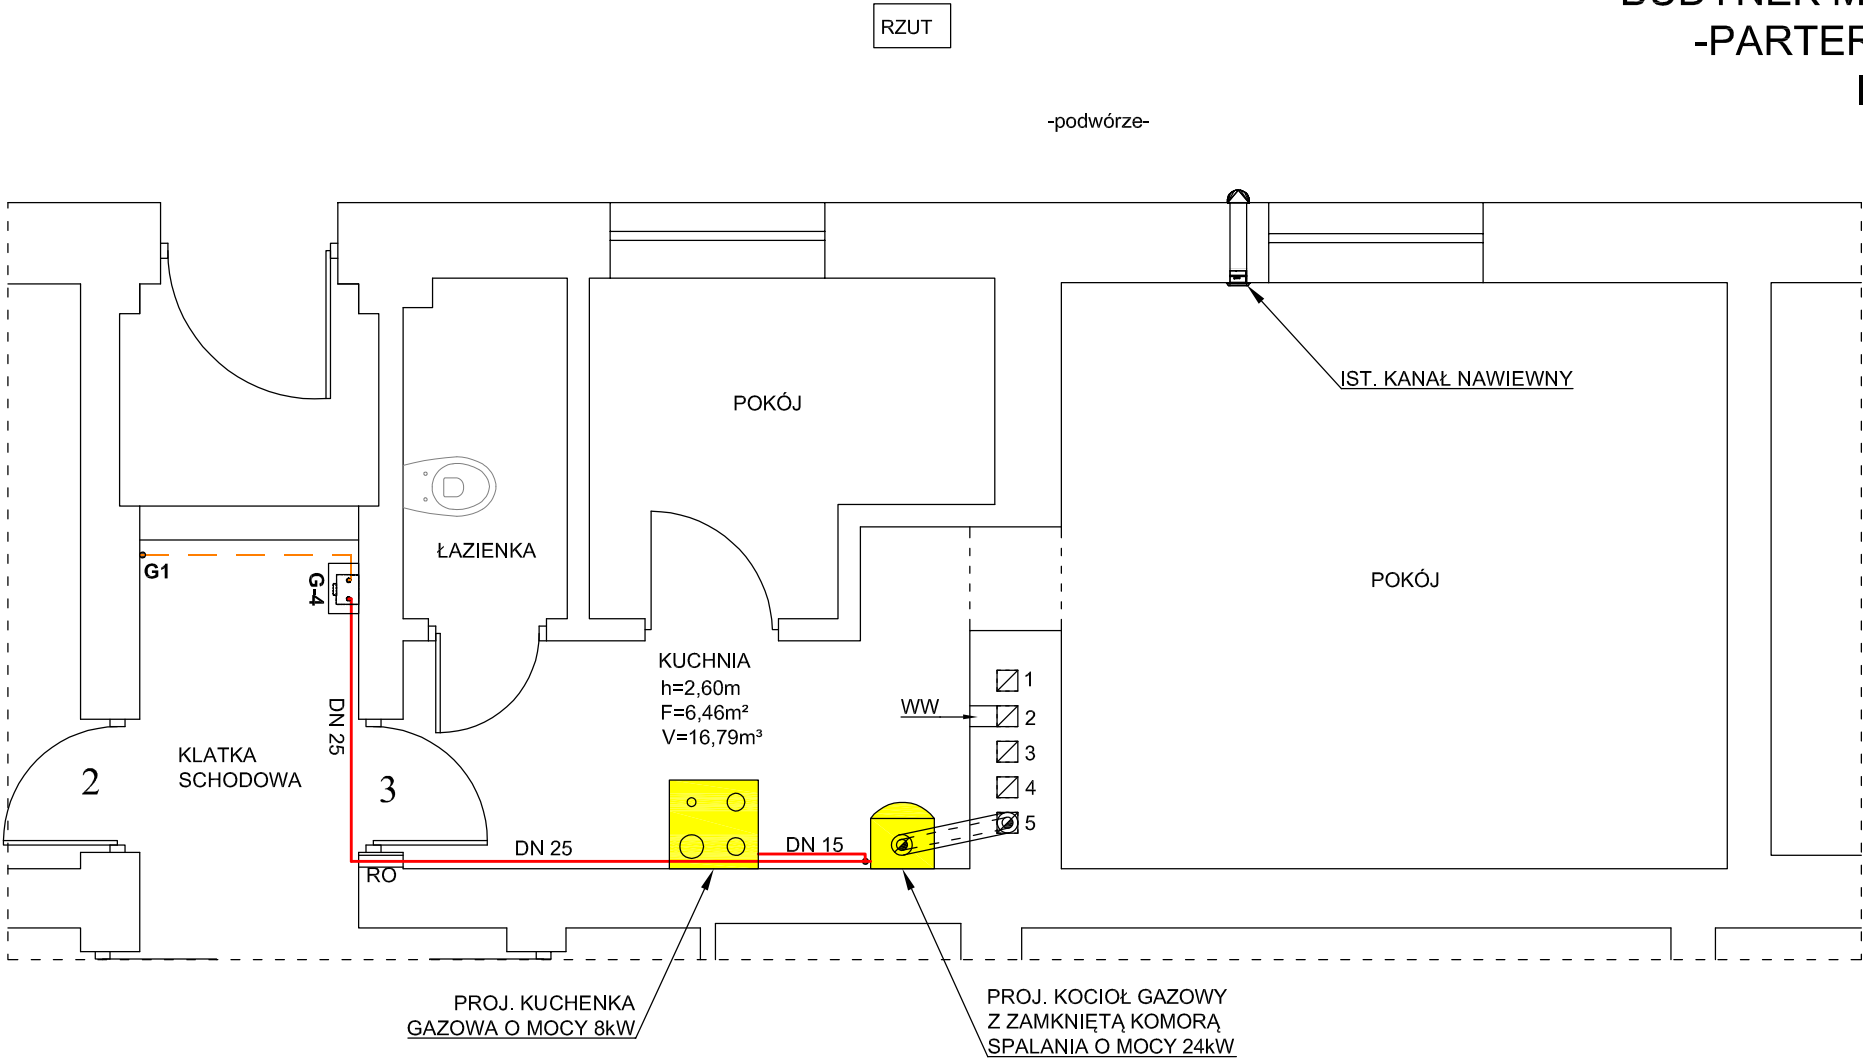 RZUT
-PARTER
-podwórze-
IST. KANAŁ NAWIEWNY
POKÓJ
ŁAZIENKA
G1
G-4
POKÓJ
KUCHNIA
h=2,60m
F=6,46m²
V=16,79m³
WW
1
2
3
4
5
DN 25
KLATKA
SCHODOWA
2
3
DN 25
DN 15
RO
PROJ. KUCHENKA
GAZOWA O MOCY 8kW
PROJ. KOCIOŁ GAZOWY
Z ZAMKNIĘTĄ KOMORĄ
SPALANIA O MOCY 24kW